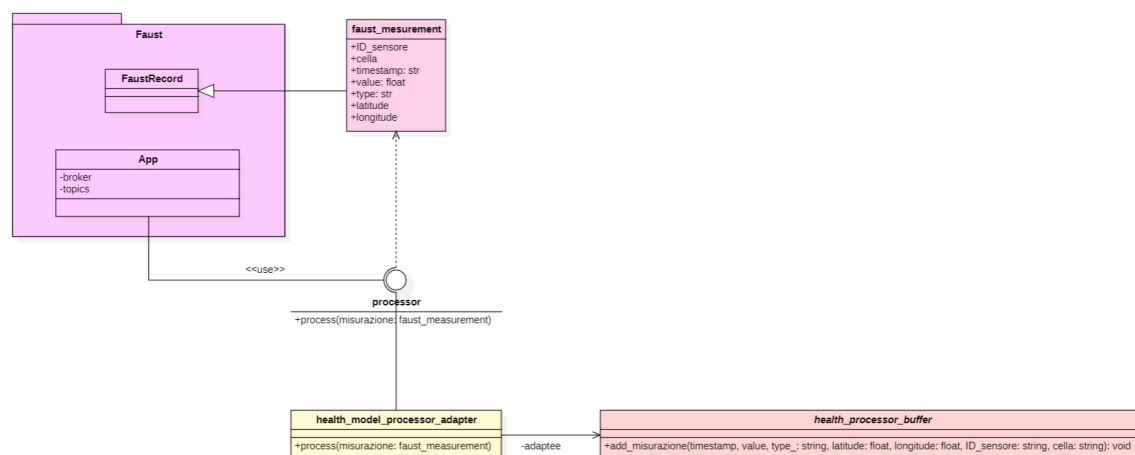 Faust
faust_mesurement
+ID_sensore
+cella
+timestamp: str
+value: float
+type: str
+latitude
+longitude
FaustRecord
App
-broker
-topics
<<use>>
processor
+process(misurazione: faust_measurement)
health_model_processor_adapter
+process(misurazione: faust_measurement)
-adaptee
health_processor_buffer
+add_misurazione(timestamp, value, type_: string, latitude: float, longitude: float, ID_sensore: string, cella: string): void